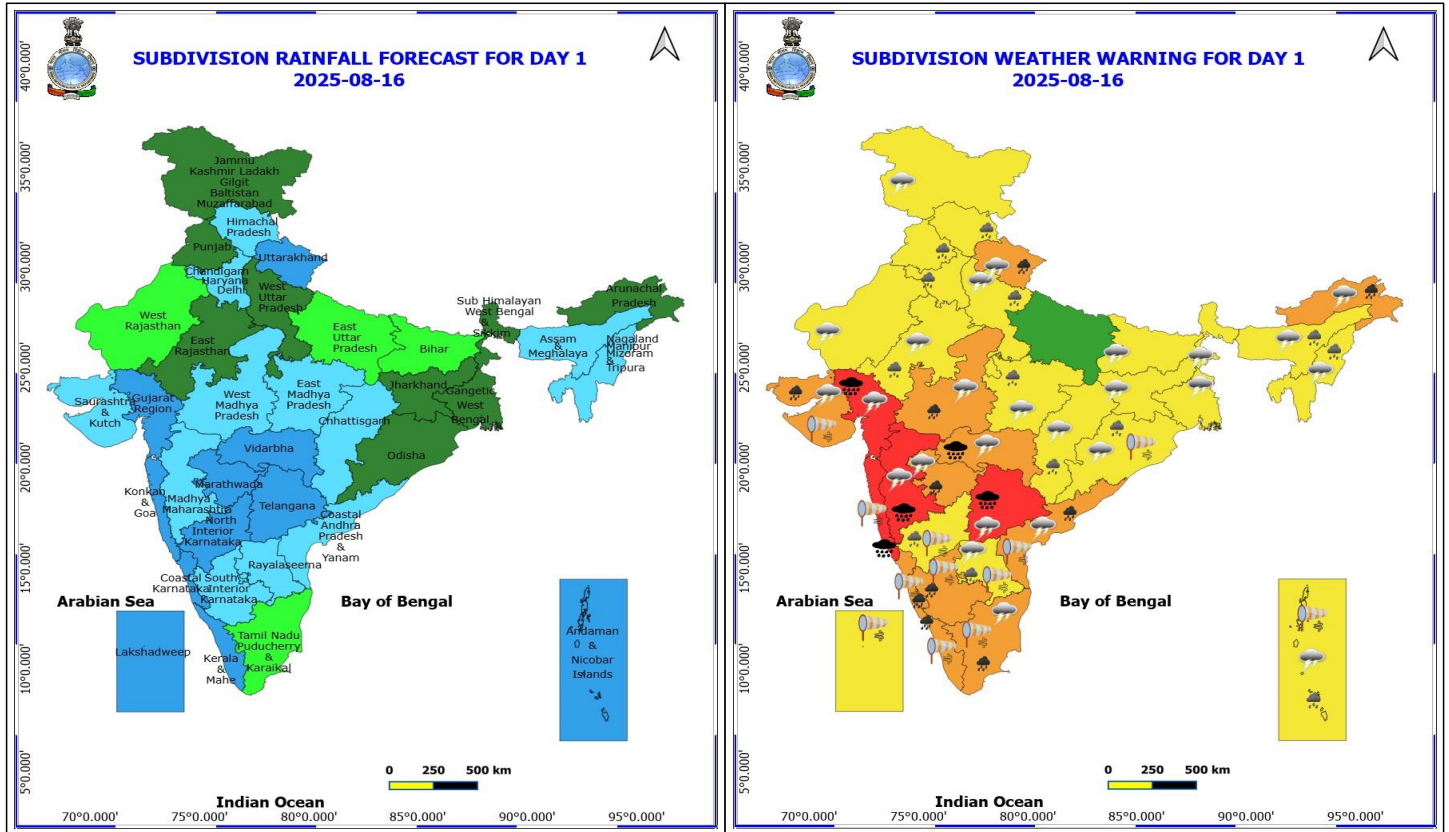 SUBDIVISION RAINFALL FORECAST FOR DAY 1
2025-08-16
40°0.000'
35°0.000'
30°0.000'
25°0.000'
20°0.000'
15°0.000'
10°0.000'
5°0.000'
Jammu
Kashmir Ladakh
Gilgit
Baltistan
Muzaffarabad
Himachal
Pradesh
Punjab
Uttarakhand
Chandigarh
Haryana
Delhi
West
Uttar
Pradesh
West
Rajasthan
East
Rajasthan
East
Uttar
Pradesh
Bihar
Sub Himalayan
West Bengal
&
Sikkim
Arunachal
Pradesh
Assam
&
Meghalaya
Nagaland
Manipur
Mizoram
&
Tripura
Saurashtra
&
Kutch
Gujarat
Region
West
Madhya
Pradesh
East
Madhya
Pradesh
Jharkhand
Gangetic
West
Bengal
Chhattisgarh
Odisha
Vidarbha
Konkan
&
Goa
Madhya
Maharashtra
Marathwada
Telangana
North
Interior
Karnataka
Coastal
Andhra
Pradesh
&
Yanam
Rayalaseema
Coastal
Karnataka
South
Interior
Karnataka
Arabian Sea
Bay of Bengal
Lakshadweep
Kerala
&
Mahe
Tamil Nadu
Puducherry
&
Karaikal
Andaman
&
Nicobar
Islands
0 250 500 km
Indian Ocean
70°0.000' 75°0.000' 80°0.000' 85°0.000' 90°0.000' 95°0.000'
SUBDIVISION WEATHER WARNING FOR DAY 1
2025-08-16
40°0.000'
35°0.000'
30°0.000'
25°0.000'
20°0.000'
15°0.000'
10°0.000'
5°0.000'
Arabian Sea
Bay of Bengal
0 250 500 km
Indian Ocean
70°0.000' 75°0.000' 80°0.000' 85°0.000' 90°0.000' 95°0.000'